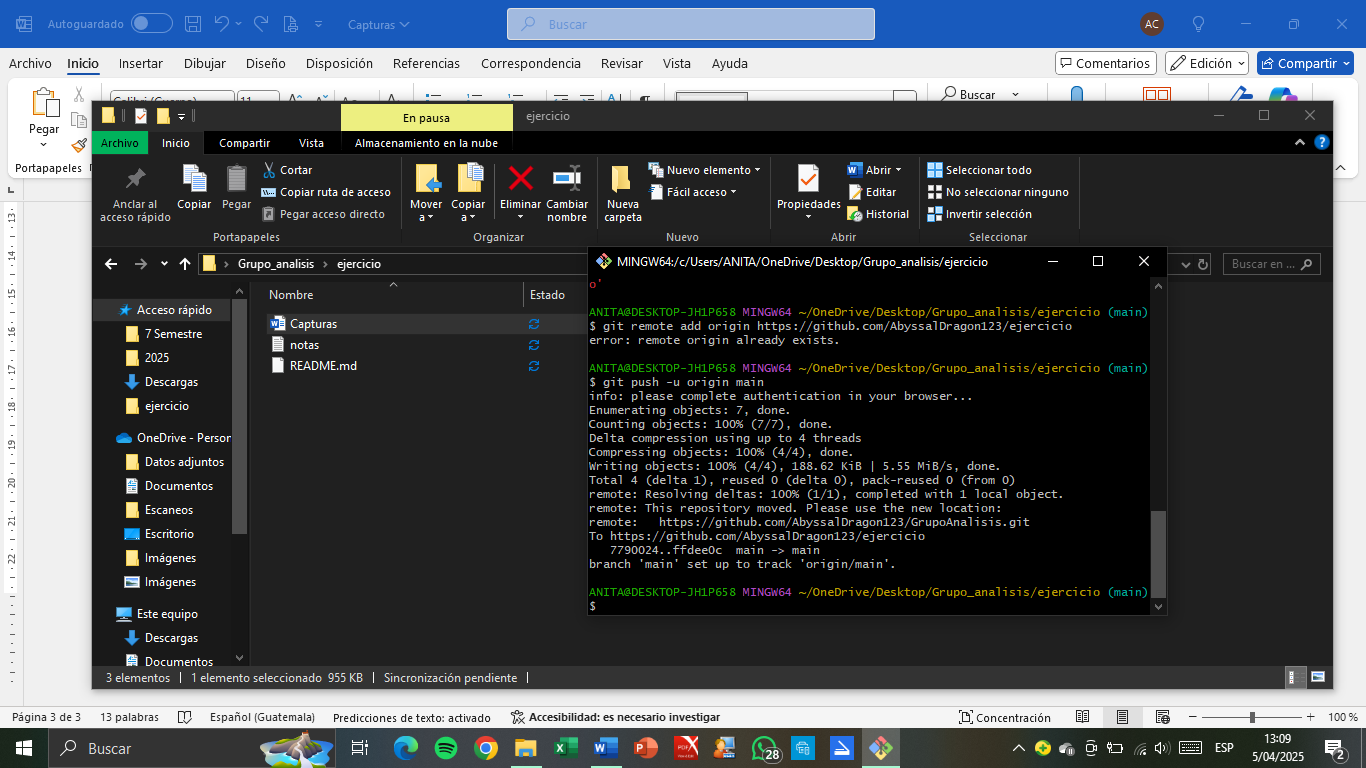 Autoguardado
Capturas
Buscar
AC
Archivo Inicio Insertar Dibujar Diseño Disposición Referencias Correspondencia Revisar Vista Ayuda
Comentarios Edición Compartir
Pegar
Portapapeles
11
Buscar
En pausa
ejercicio
Archivo Inicio Compartir Vista Almacenamiento en la nube
Anclar al acceso rápido
Copiar
Pegar
Cortar
Copiar ruta de acceso
Pegar acceso directo
Portapapeles
Mover a
Copiar a
Eliminar
Cambiar nombre
Organizar
Nueva carpeta
Nuevo elemento
Fácil acceso
Nuevo
Propiedades
Abrir
Editar
Historial
Abrir
Seleccionar todo
No seleccionar ninguno
Invertir selección
Seleccionar
Grupo_analisis > ejercicio
Buscar en ...
Nombre
Estado
Acceso rápido
7 Semestre
2025
Descargas
ejercicio
OneDrive - Person
Datos adjuntos
Documentos
Escaneos
Escritorio
Imágenes
Imágenes
Este equipo
Descargas
Documentos
Capturas
notas
README.md
MINGW64:/c/Users/ANITA/OneDrive/Desktop/Grupo_analisis/ejercicio
o'
ANITA@DESKTOP-JH1P658 MINGW64 ~/OneDrive/Desktop/Grupo_analisis/ejercicio (main)
$ git remote add origin https://github.com/AbyssalDragon123/ejercicio
error: remote origin already exists.
ANITA@DESKTOP-JH1P658 MINGW64 ~/OneDrive/Desktop/Grupo_analisis/ejercicio (main)
$ git push -u origin main
info: please complete authentication in your browser...
Enumerating objects: 7, done.
Counting objects: 100% (7/7), done.
Delta compression using up to 4 threads
Compressing objects: 100% (4/4), done.
Writing objects: 100% (4/4), 188.62 KiB | 5.55 MiB/s, done.
Total 4 (delta 1), reused 0 (delta 0), pack-reused 0 (from 0)
remote: Resolving deltas: 100% (1/1), completed with 1 local object.
remote: This repository moved. Please use the new location:
remote:   https://github.com/AbyssalDragon123/GrupoAnalisis.git
To https://github.com/AbyssalDragon123/ejercicio
   7790024..ffdee0c  main -> main
branch 'main' set up to track 'origin/main'.
ANITA@DESKTOP-JH1P658 MINGW64 ~/OneDrive/Desktop/Grupo_analisis/ejercicio (main)
$
3 elementos | 1 elemento seleccionado 955 KB | Sincronización pendiente |
Página 3 de 3 13 palabras Español (Guatemala) Predicciones de texto: activado Accesibilidad: es necesario investigar Concentración 100 %
Buscar
28
ESP
13:09
5/04/2025
2